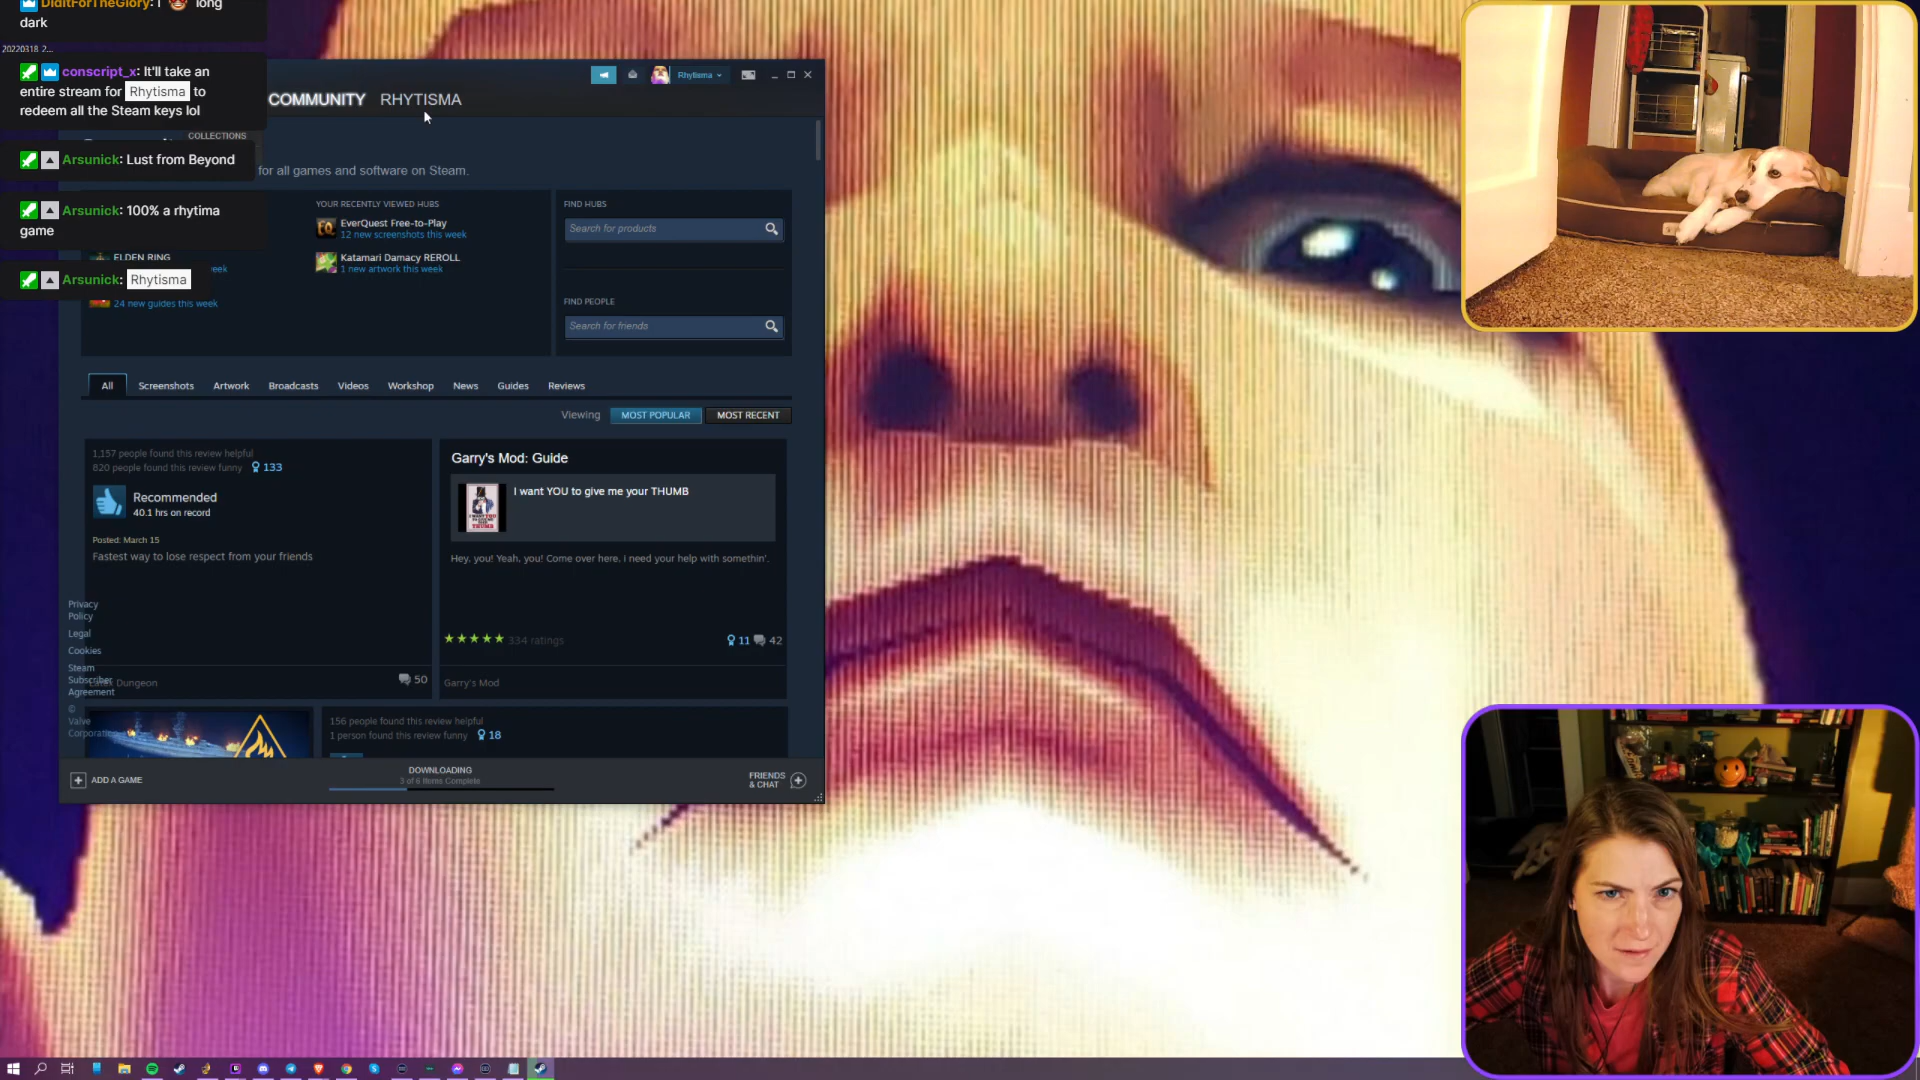 DiditForTheGlory: I long
dark
20220318 2...
conscript_x: It'll take an
entire stream for Rhytisma to
redeem all the Steam keys lol
COMMUNITY RHYTISMA
Rhytisma
COLLECTIONS
Arsunick: Lust from Beyond
for all games and software on Steam.
Arsunick: 100% a rhytima
game
Arsunick: Rhytisma
YOUR RECENTLY VIEWED HUBS
EverQuest Free-to-Play
12 new screenshots this week
Katamari Damacy REROLL
1 new artwork this week
ELDEN RING
24 new guides this week
FIND HUBS
Search for products
FIND PEOPLE
Search for friends
All Screenshots Artwork Broadcasts Videos Workshop News Guides Reviews
Viewing MOST POPULAR MOST RECENT
1,157 people found this review helpful
820 people found this review funny 133
Recommended
40.1 hrs on record
Posted: March 15
Fastest way to lose respect from your friends
50
Garry's Mod: Guide
I want YOU to give me your THUMB
Hey, you! Yeah, you! Come over here, I need your help with somethin'.
334 ratings
11 42
Garry's Mod
Privacy
Policy
Legal
Cookies
Steam
Subscriber
Agreement
©
Valve
Corporation
Dungeon
156 people found this review helpful
1 person found this review funny 18
ADD A GAME
DOWNLOADING
3 of 6 Items Complete
FRIENDS
& CHAT